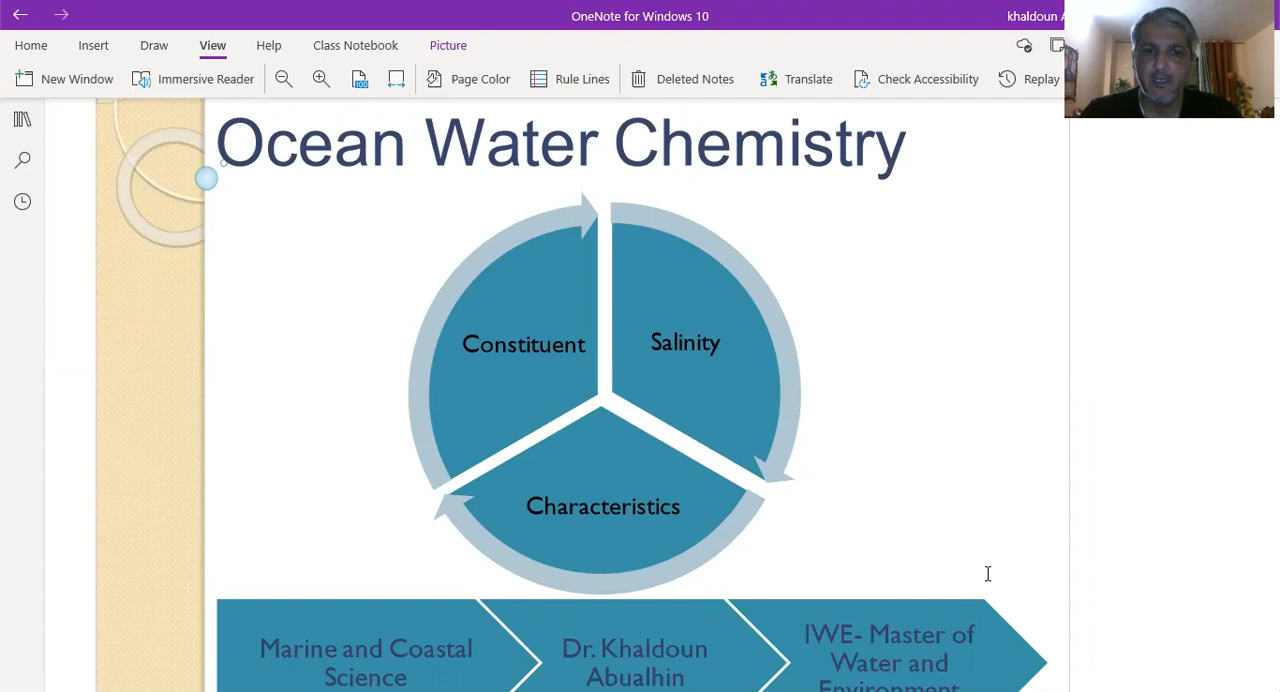 OneNote for Windows 10
khaldoun A
Home Insert Draw View Help Class Notebook Picture
New Window Immersive Reader Page Color Rule Lines Deleted Notes Translate Check Accessibility Replay
Ocean Water Chemistry
Constituent
Salinity
Characteristics
Marine and Coastal
Science
Dr. Khaldoun
Abualhin
IWE- Master of
Water and
Environment